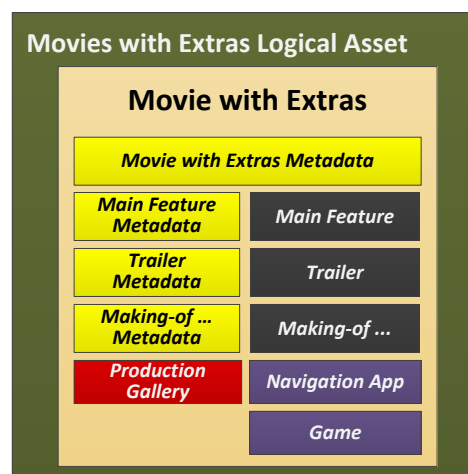 Movies with Extras Logical Asset
Movie with Extras
Movie with Extras Metadata
Main Feature
Metadata
Main Feature
Trailer
Metadata
Trailer
Making-of …
Metadata
Making-of ...
Production
Gallery
Navigation App
Game